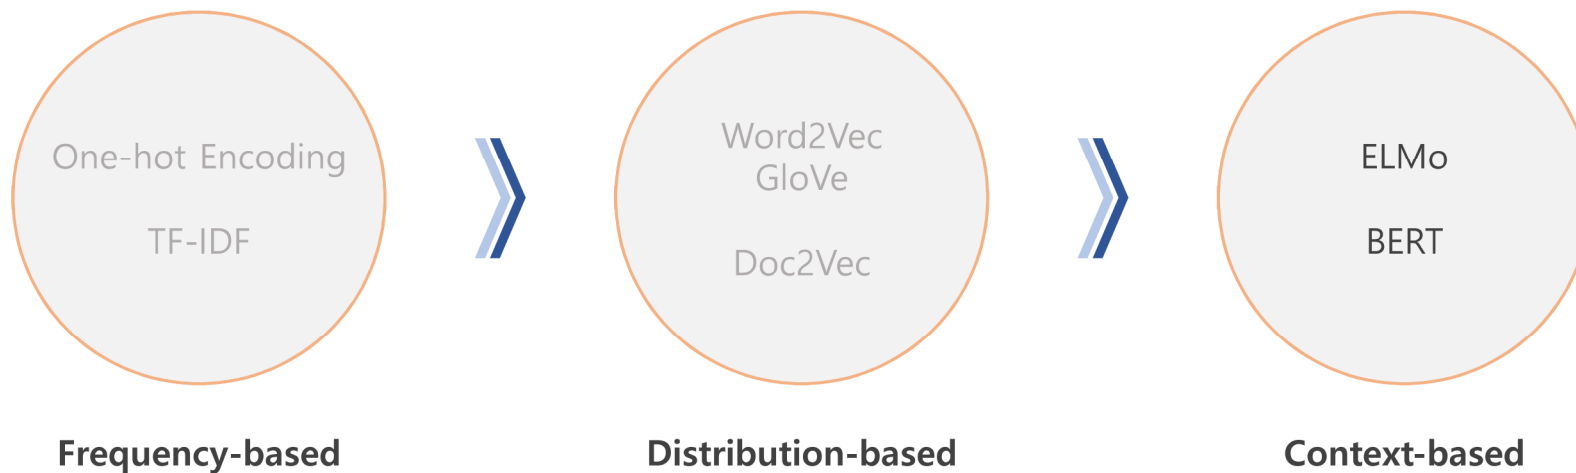 One-hot Encoding
TF-IDF
Word2Vec
GloVe
Doc2Vec
ELMo
BERT
Frequency-based
Distribution-based
Context-based